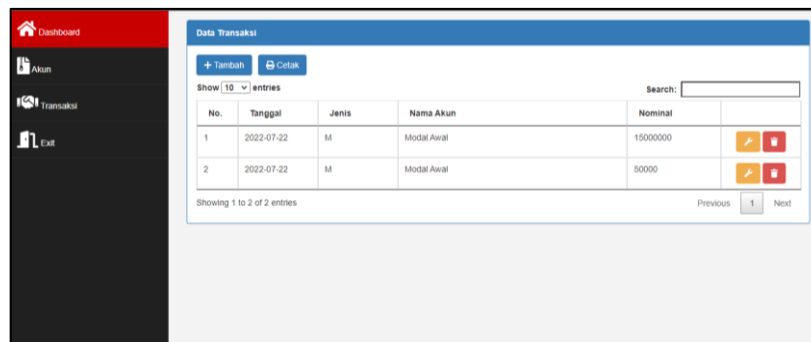 Dashboard
Akun
Transaksi
Exit
Data Transaksi
+ Tambah Cetak
Show 10 entries
Search:
No. Tanggal Jenis Nama Akun Nominal
1 2022-07-22 M Modal Awal 15000000
2 2022-07-22 M Modal Awal 50000
Showing 1 to 2 of 2 entries
Previous 1 Next